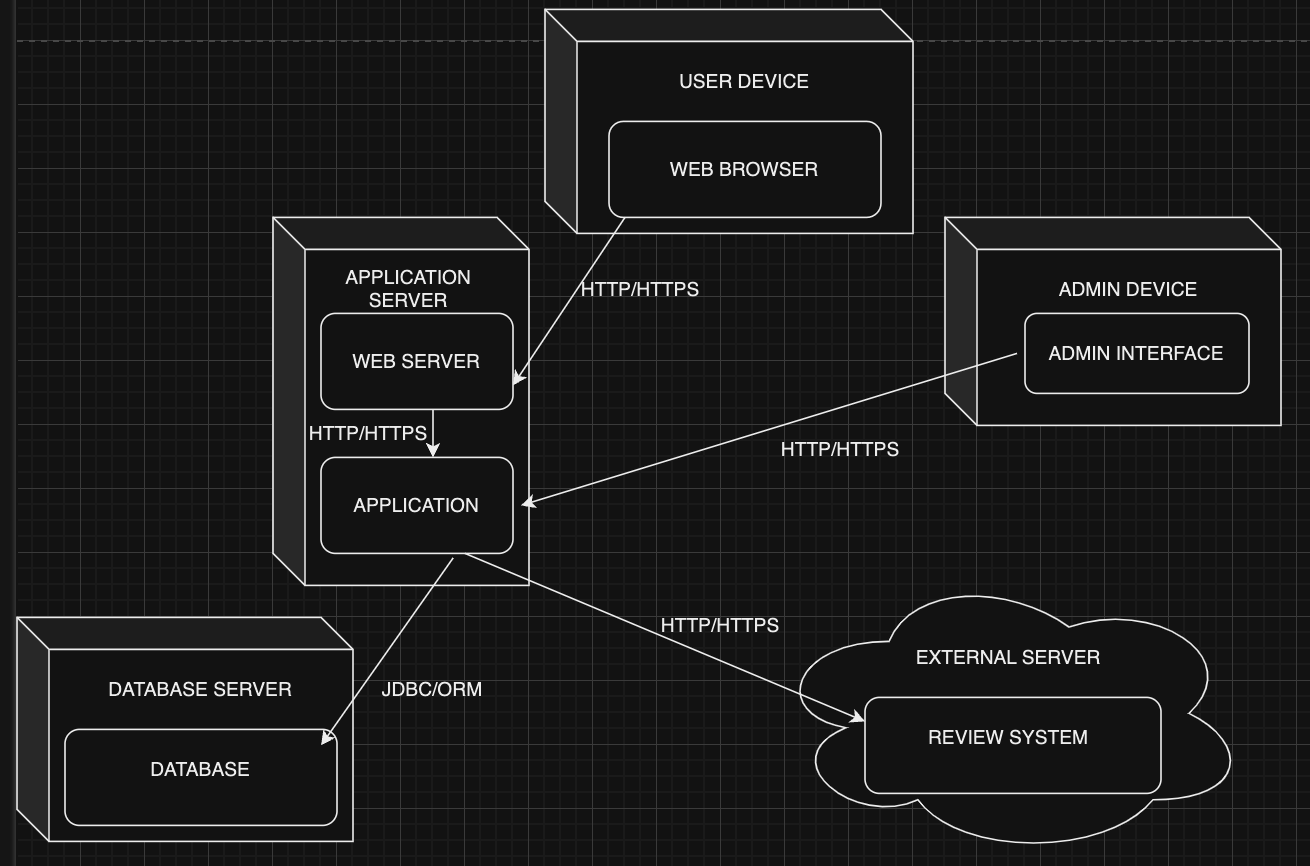 USER DEVICE
WEB BROWSER
APPLICATION
SERVER
WEB SERVER
HTTP/HTTPS
ADMIN DEVICE
ADMIN INTERFACE
HTTP/HTTPS
HTTP/HTTPS
APPLICATION
HTTP/HTTPS
EXTERNAL SERVER
REVIEW SYSTEM
JDBC/ORM
DATABASE SERVER
DATABASE